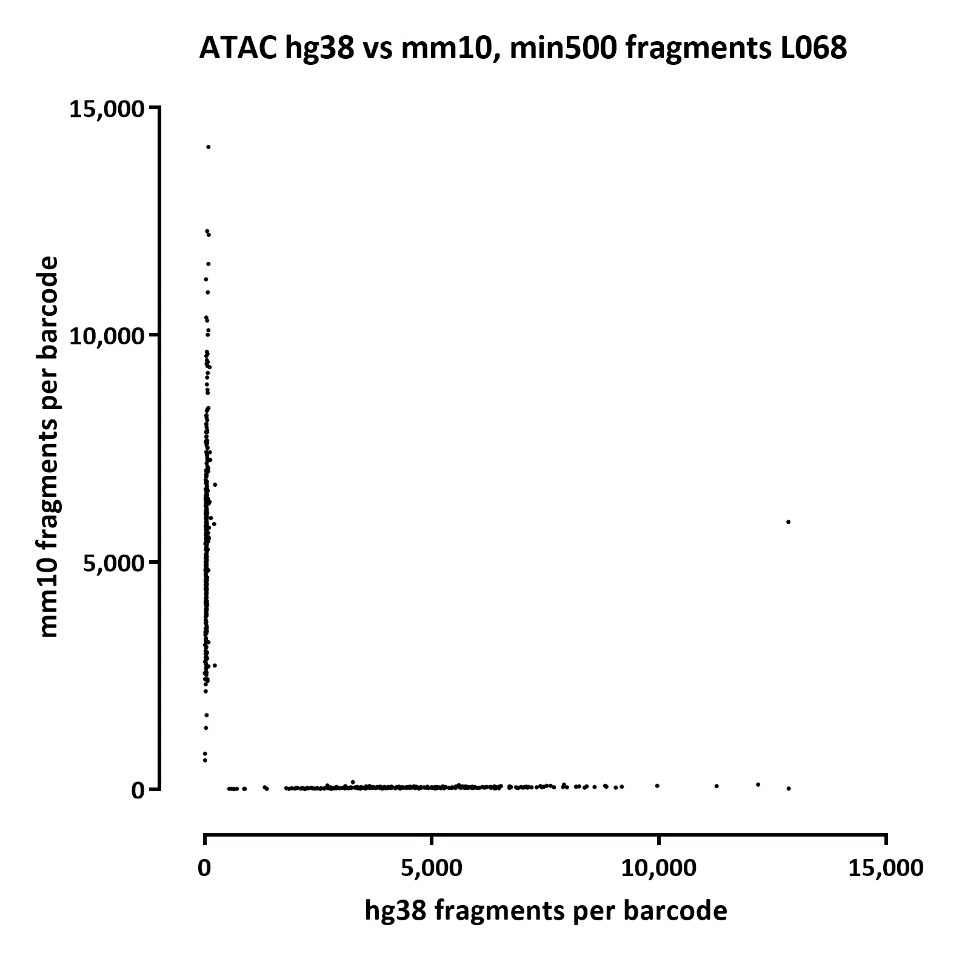 ATAC hg38 vs mm10, min500 fragments L068
15,000
10,000
5,000
0
mm10 fragments per barcode
0
5,000
10,000
15,000
hg38 fragments per barcode